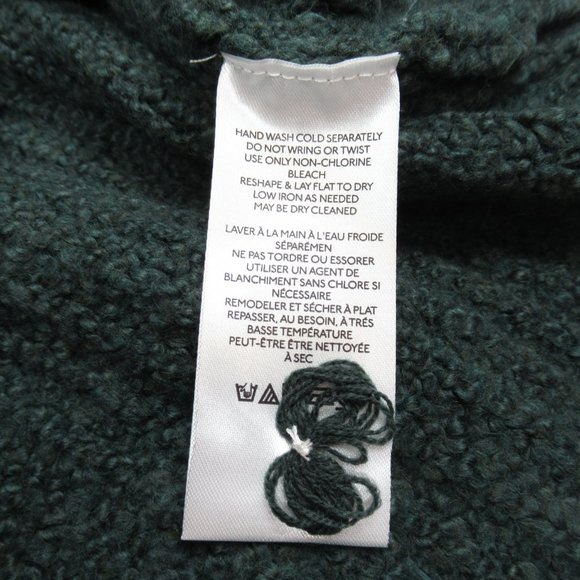 HAND WASH COLD SEPARATELY
DO NOT WRING OR TWIST
USE ONLY NON-CHLORINE
BLEACH
RESHAPE & LAY FLAT TO DRY
LOW IRON AS NEEDED
MAY BE DRY CLEANED
LAVER À LA MAIN À L'EAU FROIDE
SÉPARÉMEN
NE PAS TORDRE OU ESSORER
UTILISER UN AGENT DE
BLANCHIMENT SANS CHLORE SI
NÉCESSAIRE
REMODELER ET SÉCHER À PLAT
REPASSER, AU BESOIN, À TRÉS
BASSE TEMPÉRATURE
PEUT-ÊTRE ÊTRE NETTOYÉE
À SEC